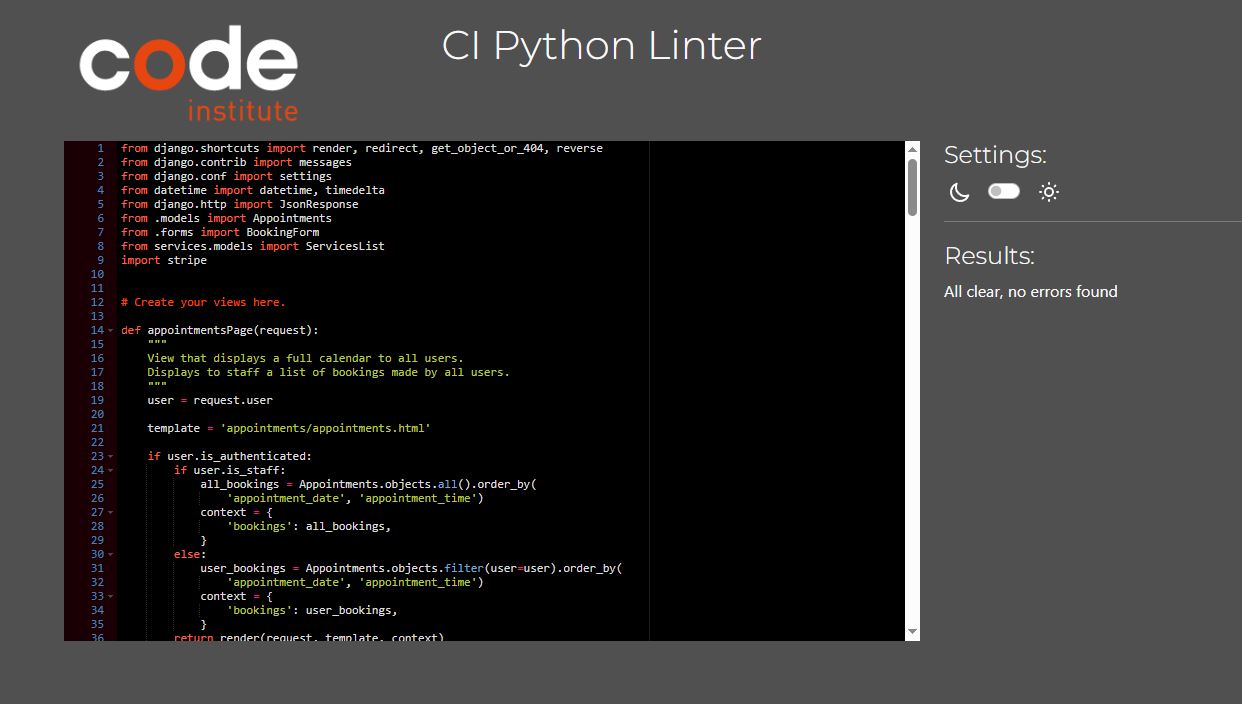 code
institute
CI Python Linter
1 from django.shortcuts import render, redirect, get_object_or_404, reverse
2 from django.contrib import messages
3 from django.conf import settings
4 from datetime import datetime, timedelta
5 from django.http import JsonResponse
6 from .models import Appointments
7 from .forms import BookingForm
8 from services.models import ServicesList
9 import stripe
10
11
12 # Create your views here.
13
14 def appointmentsPage(request):
15     """
16     View that displays a full calendar to all users.
17     Displays to staff a list of bookings made by all users.
18     """
19     user = request.user
20
21     template = 'appointments/appointments.html'
22
23     if user.is_authenticated:
24         if user.is_staff:
25             all_bookings = Appointments.objects.all().order_by(
26                 'appointment_date', 'appointment_time')
27             context = {
28                 'bookings': all_bookings,
29             }
30         else:
31             user_bookings = Appointments.objects.filter(user=user).order_by(
32                 'appointment_date', 'appointment_time')
33             context = {
34                 'bookings': user_bookings,
35             }
36         return render(request, template, context)
Settings:
Results:
All clear, no errors found